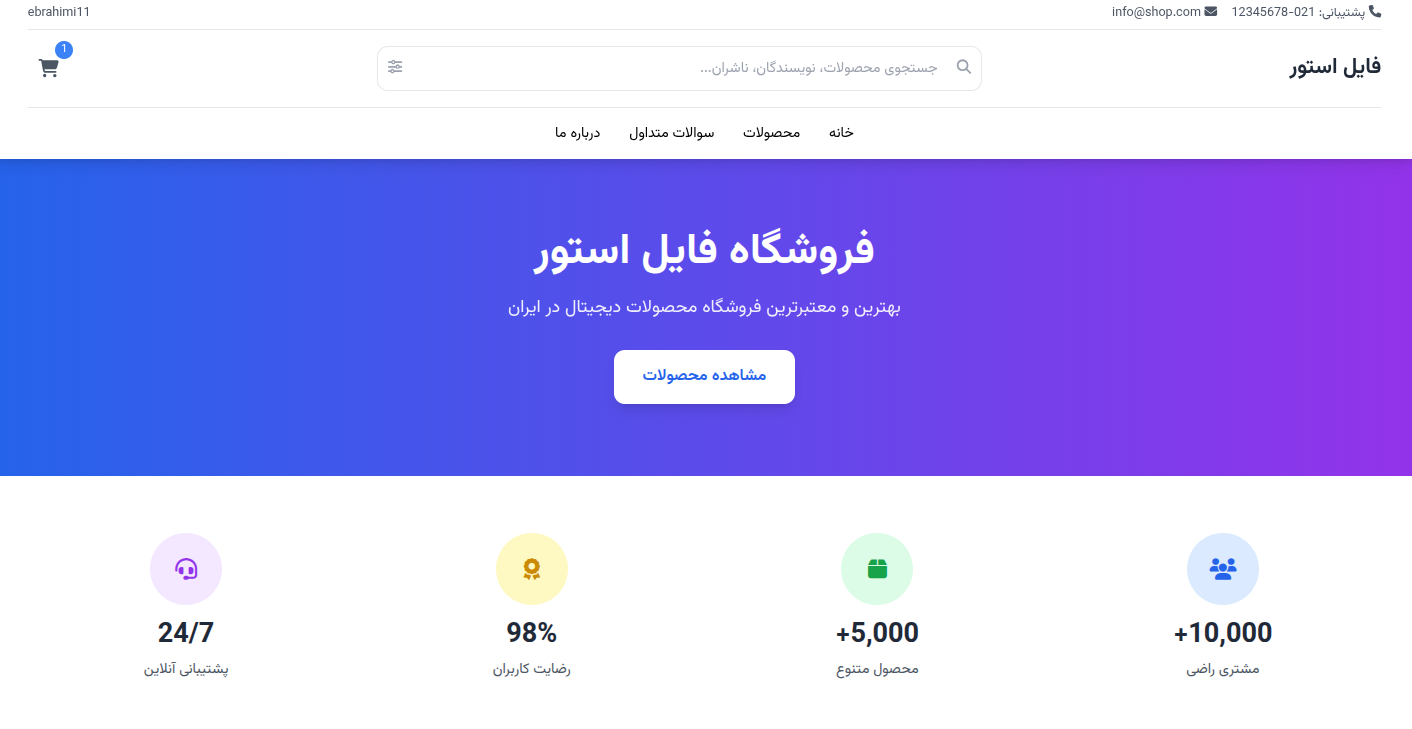 پشتیبانی: 021-12345678
info@shop.com
ebrahimi11
فایل استور
جستجوی محصولات، نویسندگان، ناشران...
1
خانه
محصولات
سوالات متداول
درباره ما
فروشگاه فایل استور
بهترین و معتبرترین فروشگاه محصولات دیجیتال در ایران
مشاهده محصولات
10,000+
مشتری راضی
5,000+
محصول متنوع
98%
رضایت کاربران
24/7
پشتیبانی آنلاین